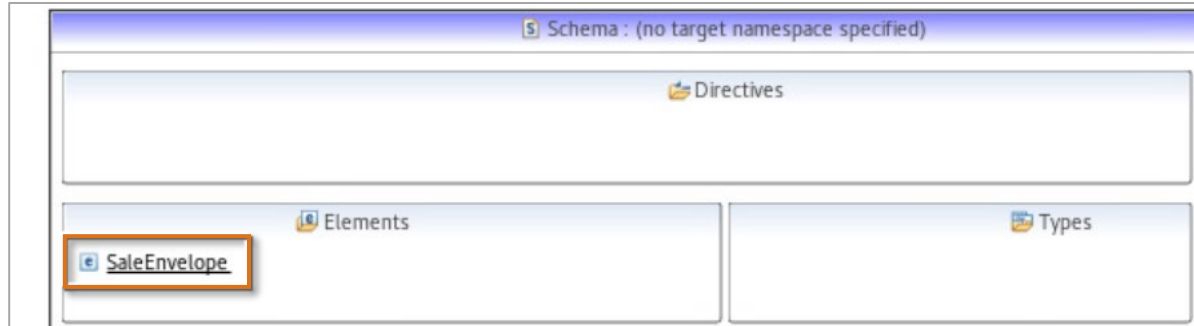 Schema : (no target namespace specified)
Directives
Elements
Types
SaleEnvelope